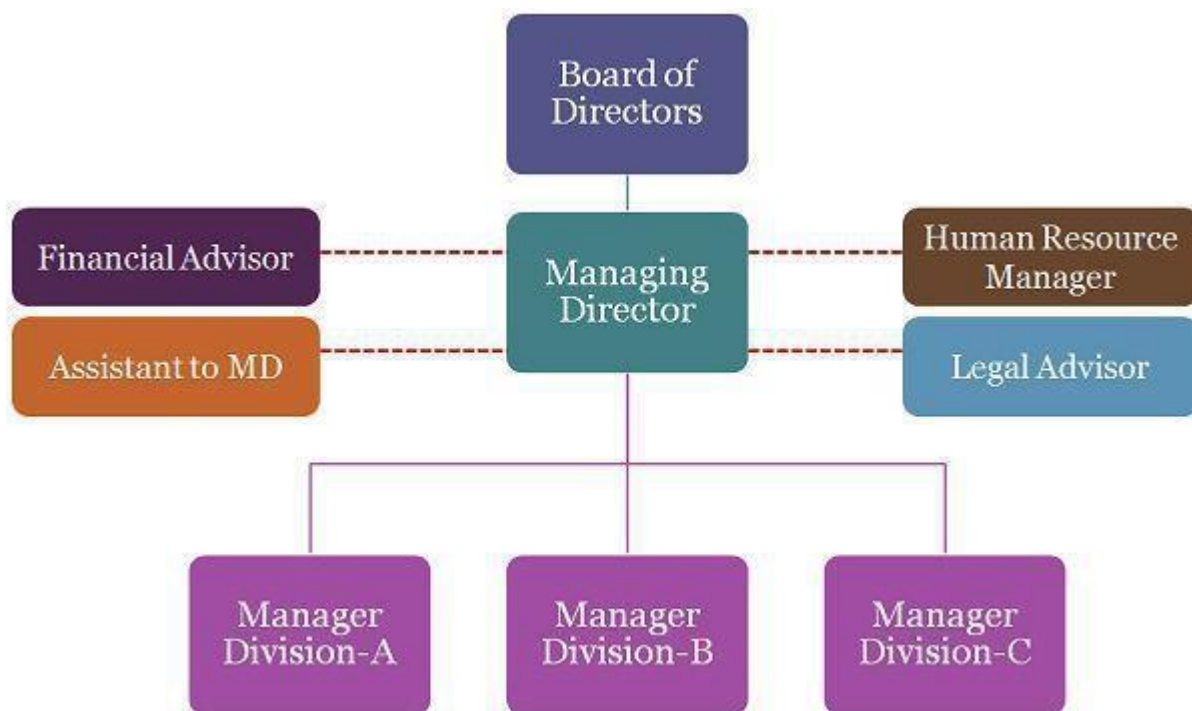 Board of
Directors
Financial Advisor
Managing
Director
Human Resource
Manager
Assistant to MD
Legal Advisor
Manager
Division-A
Manager
Division-B
Manager
Division-C